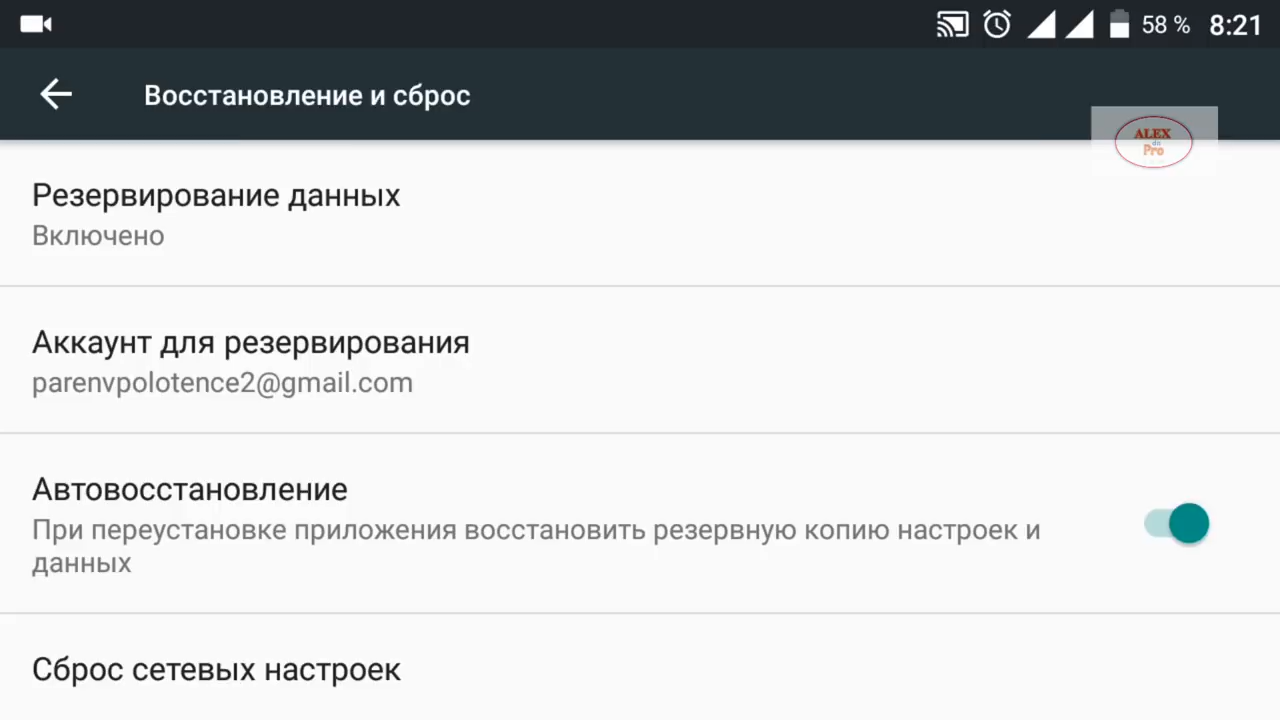 58 % 8:21
Восстановление и сброс
ALEX
Pro
Резервирование данных
Включено
Аккаунт для резервирования
parenvpolotence2@gmail.com
Автовосстановление
При переустановке приложения восстановить резервную копию настроек и
данных
Сброс сетевых настроек